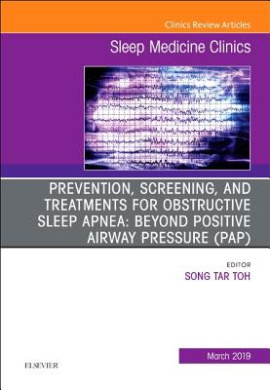 Clinics Review Articles
Sleep Medicine Clinics
PREVENTION, SCREENING, AND
TREATMENTS FOR OBSTRUCTIVE
SLEEP APNEA: BEYOND POSITIVE
AIRWAY PRESSURE (PAP)
EDITOR
SONG TAR TOH
ELSEVIER
March 2019